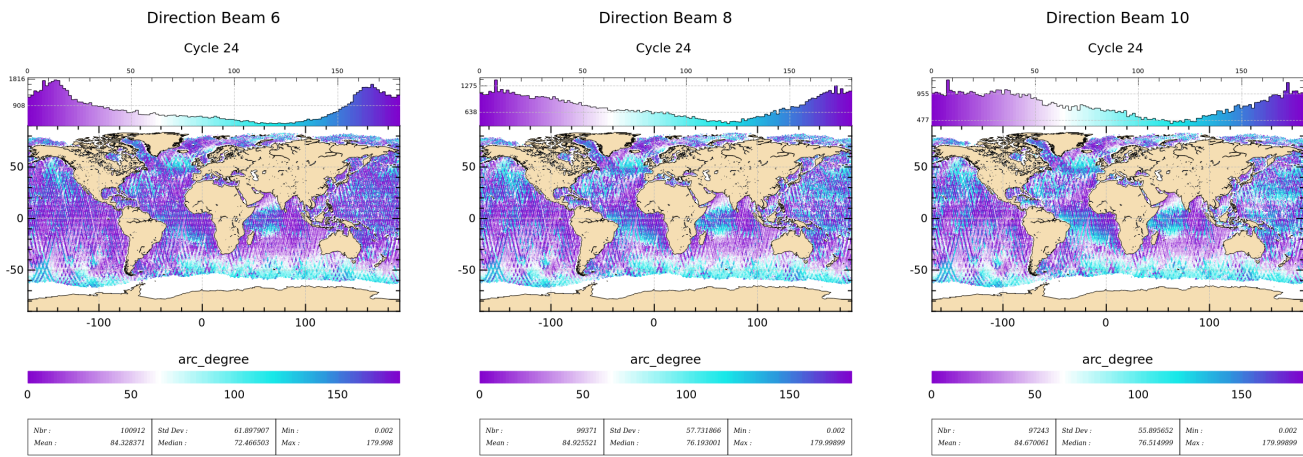 Direction Beam 6
Cycle 24
0 50 100 150
1816
908
50
0
-50
-100 0 100
arc_degree
0 50 100 150
Nbr : 100912 Std Dev : 61.897907 Min : 0.002
Mean : 84.328371 Median : 72.466503 Max : 179.998
Direction Beam 8
Cycle 24
0 50 100 150
1275
638
50
0
-50
-100 0 100
arc_degree
0 50 100 150
Nbr : 99371 Std Dev : 57.731866 Min : 0.002
Mean : 84.925521 Median : 76.193001 Max : 179.99899
Direction Beam 10
Cycle 24
0 50 100 150
955
477
50
0
-50
-100 0 100
arc_degree
0 50 100 150
Nbr : 97243 Std Dev : 55.895652 Min : 0.002
Mean : 84.670061 Median : 76.514999 Max : 179.99899